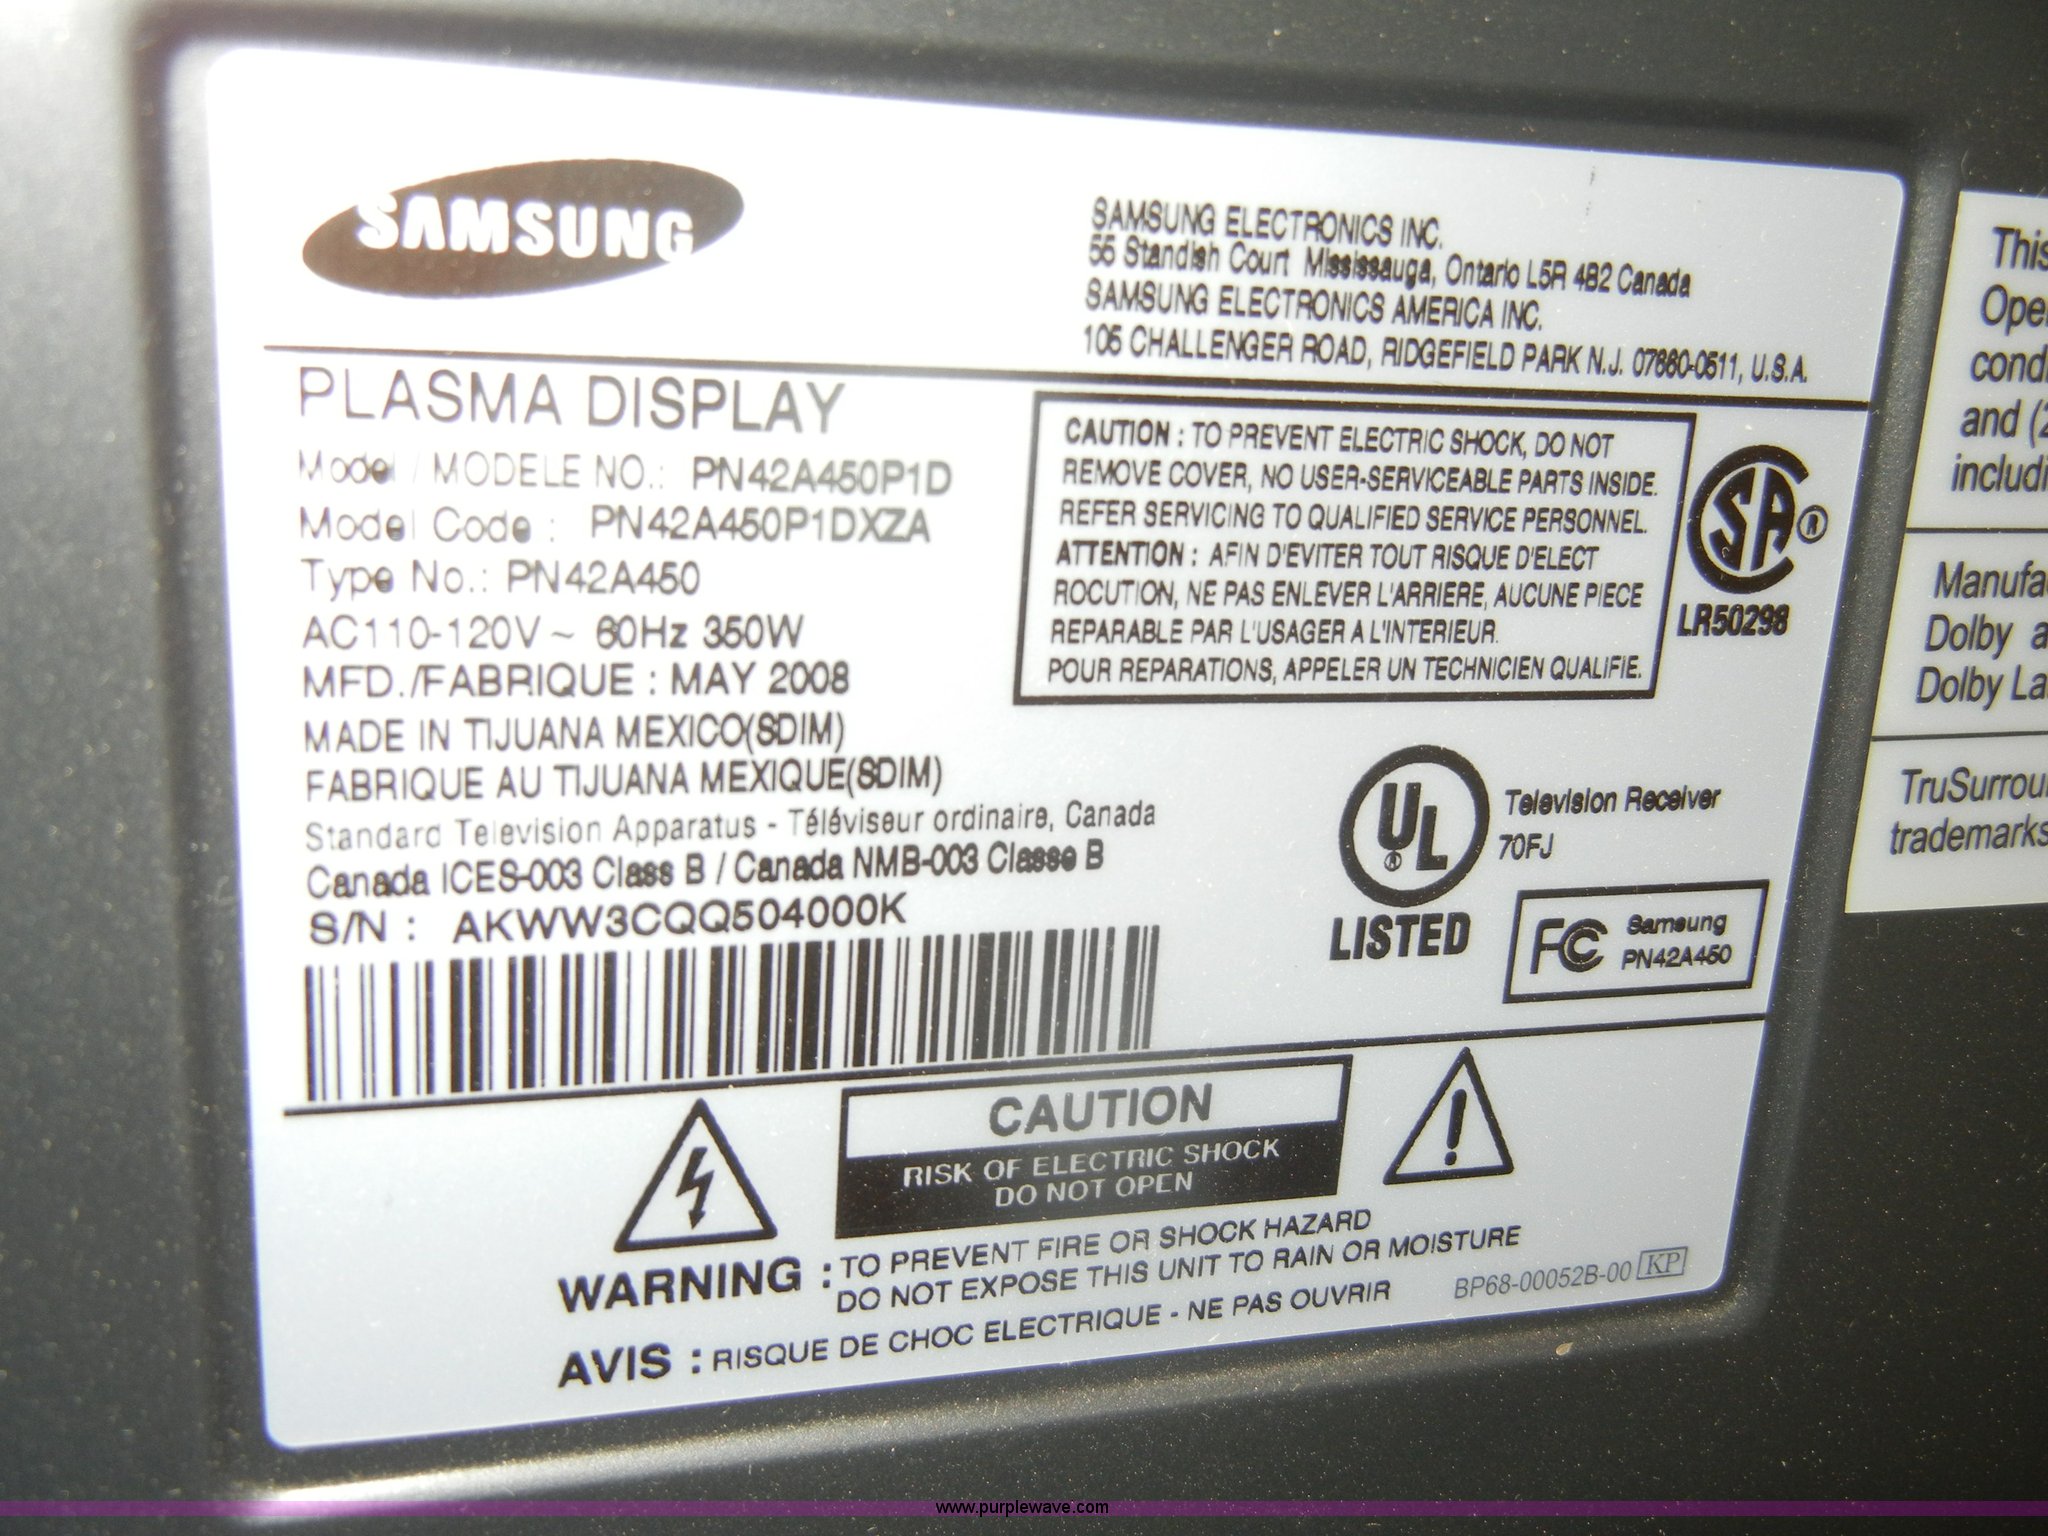 SAMSUNG
SAMSUNG ELECTRONICS INC.
55 Standish Court Mississauga, Ontario L5R 4B2 Canada
SAMSUNG ELECTRONICS AMERICA INC.
105 CHALLENGER ROAD, RIDGEFIELD PARK N.J. 07660-0511, U.S.A.
PLASMA DISPLAY
Model / MODELE NO.: PN42A450P1D
Model Code : PN42A450P1DXZA
Type No.: PN42A450
AC110-120V ~ 60Hz 350W
MFD./FABRIQUE : MAY 2008
MADE IN TIJUANA MEXICO(SDIM)
FABRIQUE AU TIJUANA MEXIQUE(SDIM)
Standard Television Apparatus - Téléviseur ordinaire, Canada
Canada ICES-003 Class B / Canada NMB-003 Classe B
S/N : AKWW3CQQ504000K
CAUTION : TO PREVENT ELECTRIC SHOCK, DO NOT
REMOVE COVER, NO USER-SERVICEABLE PARTS INSIDE.
REFER SERVICING TO QUALIFIED SERVICE PERSONNEL.
ATTENTION : AFIN D'EVITER TOUT RISQUE D'ELECT
ROCUTION, NE PAS ENLEVER L'ARRIERE, AUCUNE PIECE
REPARABLE PAR L'USAGER A L'INTERIEUR.
POUR REPARATIONS, APPELER UN TECHNICIEN QUALIFIE.
SA ®
LR50298
UL ®
LISTED
Television Receiver
70FJ
FC Samsung
PN42A450
CAUTION
RISK OF ELECTRIC SHOCK
DO NOT OPEN
WARNING : TO PREVENT FIRE OR SHOCK HAZARD
DO NOT EXPOSE THIS UNIT TO RAIN OR MOISTURE
AVIS : RISQUE DE CHOC ELECTRIQUE - NE PAS OUVRIR
BP68-00052B-00 KP
This
Ope
cond
and (2
includi
Manufa
Dolby a
Dolby La
TruSurrou
trademarks
www.purplewave.com